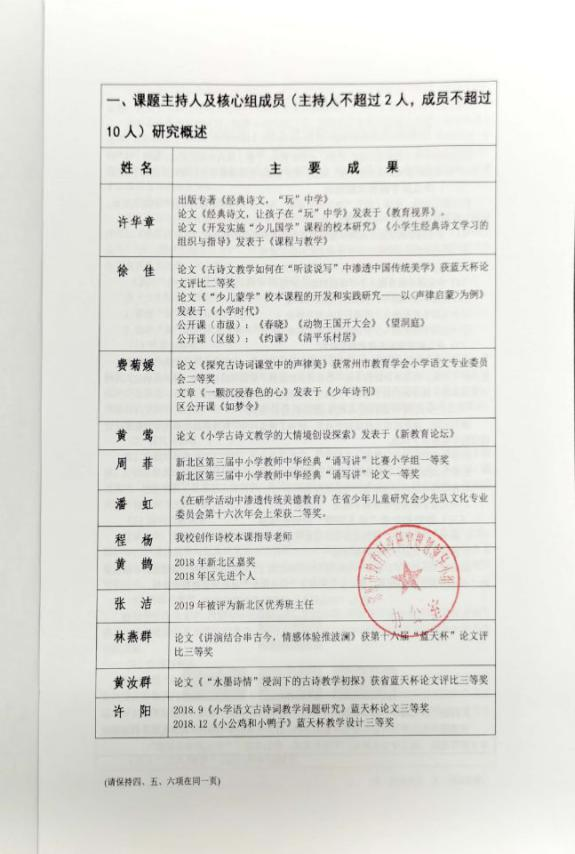 一、课题主持人及核心组成员（主持人不超过2人，成员不超过
10人）研究概述
姓 名
主 要 成 果
许华章
出版专著《经典诗文，“玩”中学》
论文《经典诗文，让孩子在“玩”中学》发表于《教育视界》。
论文《开发实施“少儿国学”课程的校本研究》《小学生经典诗文学习的
组织与指导》发表于《课程与教学》
徐 佳
论文《古诗文教学如何在“听读说写”中渗透中国传统美学》获蓝天杯论
文评比二等奖
论文《“少儿蒙学”校本课程的开发和实践研究——以<声律启蒙>为例》
发表于《小学时代》
公开课（市级）：《春晓》《动物王国开大会》《望洞庭》
公开课（区级）：《约课》《清平乐村居》
费菊媛
论文《探究古诗词课堂中的声律美》获常州市教育学会小学语文专业委员
会二等奖
文章《一颗沉浸春色的心》发表于《少年诗刊》
区公开课《如梦令》
黄 莺
论文《小学古诗文教学的大情境创设探索》发表于《新教育论坛》
周 菲
新北区第三届中小学教师中华经典“诵写讲”比赛小学组一等奖
新北区第三届中小学教师中华经典“诵写讲”论文一等奖
潘 虹
《在研学活动中渗透传统美德教育》在省少年儿童研究会少先队文化专业
委员会第十六次年会上荣获二等奖。
程 杨
我校创作诗校本课指导老师
黄 鹊
2018年新北区嘉奖
2018年区先进个人
张 洁
2019年被评为新北区优秀班主任
办公室
林燕群
论文《讲演结合串古今，情感体验推波澜》获第十六届“蓝天杯”论文评
比三等奖
黄汝群
论文《“水墨诗情”浸润下的古诗教学初探》获省蓝天杯论文评比三等奖
许 阳
2018.9《小学语文古诗词教学问题研究》蓝天杯论文三等奖
2018.12《小公鸡和小鸭子》蓝天杯教学设计三等奖
(请保持四、五、六项在同一页)